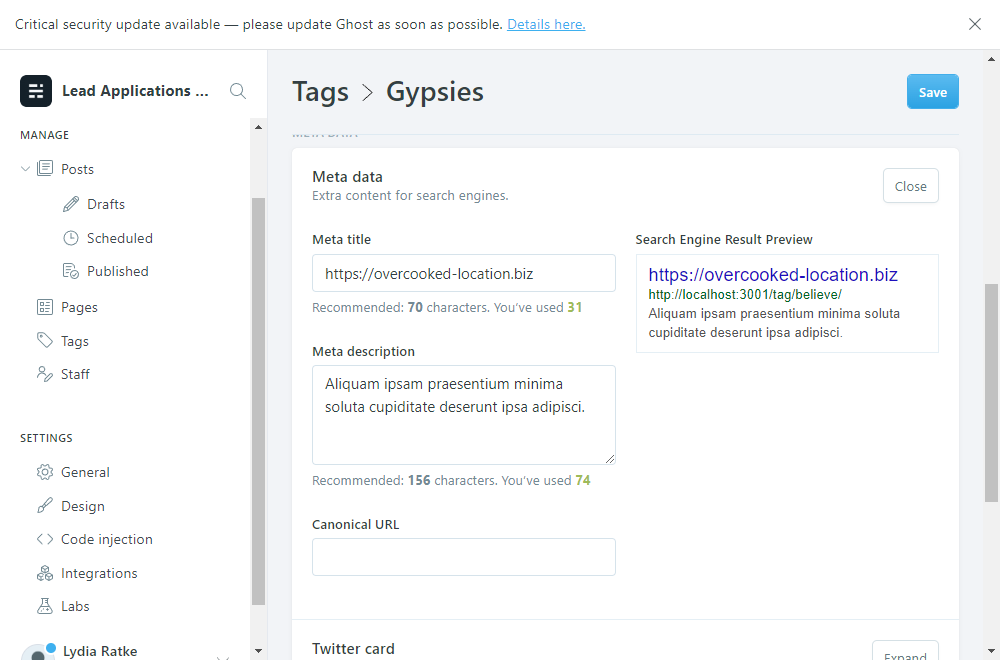 Critical security update available — please update Ghost as soon as possible. Details here.
Lead Applications ...
MANAGE
Posts
Drafts
Scheduled
Published
Pages
Tags
Staff
SETTINGS
General
Design
Code injection
Integrations
Labs
Lydia Ratke
Tags > Gypsies
Save
META DATA
Meta data
Extra content for search engines.
Close
Meta title
https://overcooked-location.biz
Recommended: 70 characters. You've used 31
Meta description
Aliquam ipsam praesentium minima
soluta cupiditate deserunt ipsa adipisci.
Recommended: 156 characters. You've used 74
Canonical URL
Search Engine Result Preview
https://overcooked-location.biz
http://localhost:3001/tag/believe/
Aliquam ipsam praesentium minima soluta
cupiditate deserunt ipsa adipisci.
Twitter card
Expand